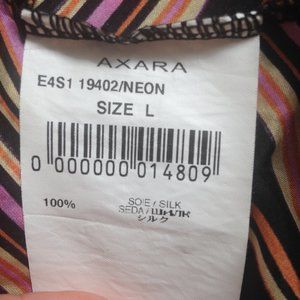 AXARA
E4S1 19402/NEON
SIZE L
0 000000 014809
100%
SOIE / SILK
SEDA /
シルク